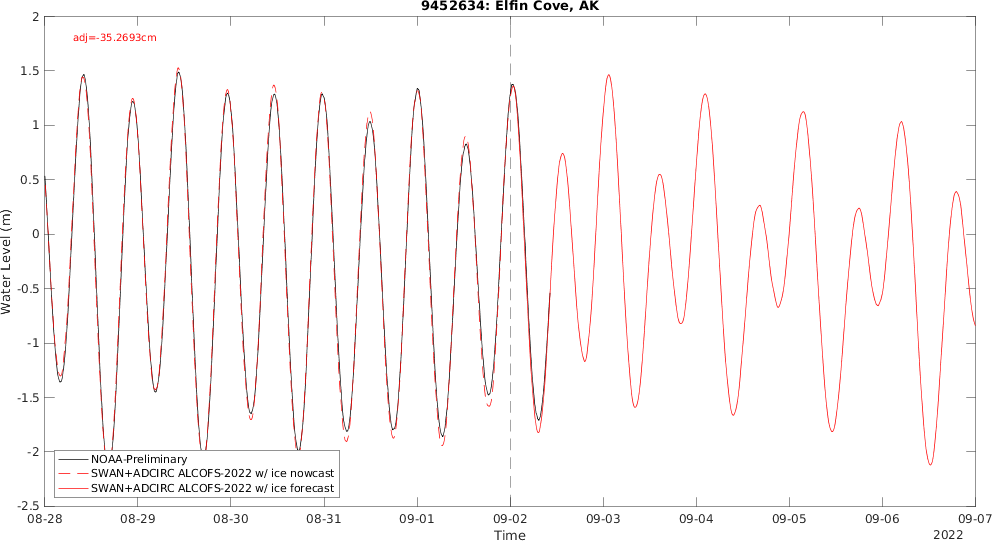 9452634: Elfin Cove, AK
adj=-35.2693cm
2
1.5
1
0.5
0
-0.5
-1
-1.5
-2
-2.5
Water Level (m)
NOAA-Preliminary
SWAN+ADCIRC ALCOFS-2022 w/ ice nowcast
SWAN+ADCIRC ALCOFS-2022 w/ ice forecast
08-28 08-29 08-30 08-31 09-01 09-02 09-03 09-04 09-05 09-06 09-07
Time
2022